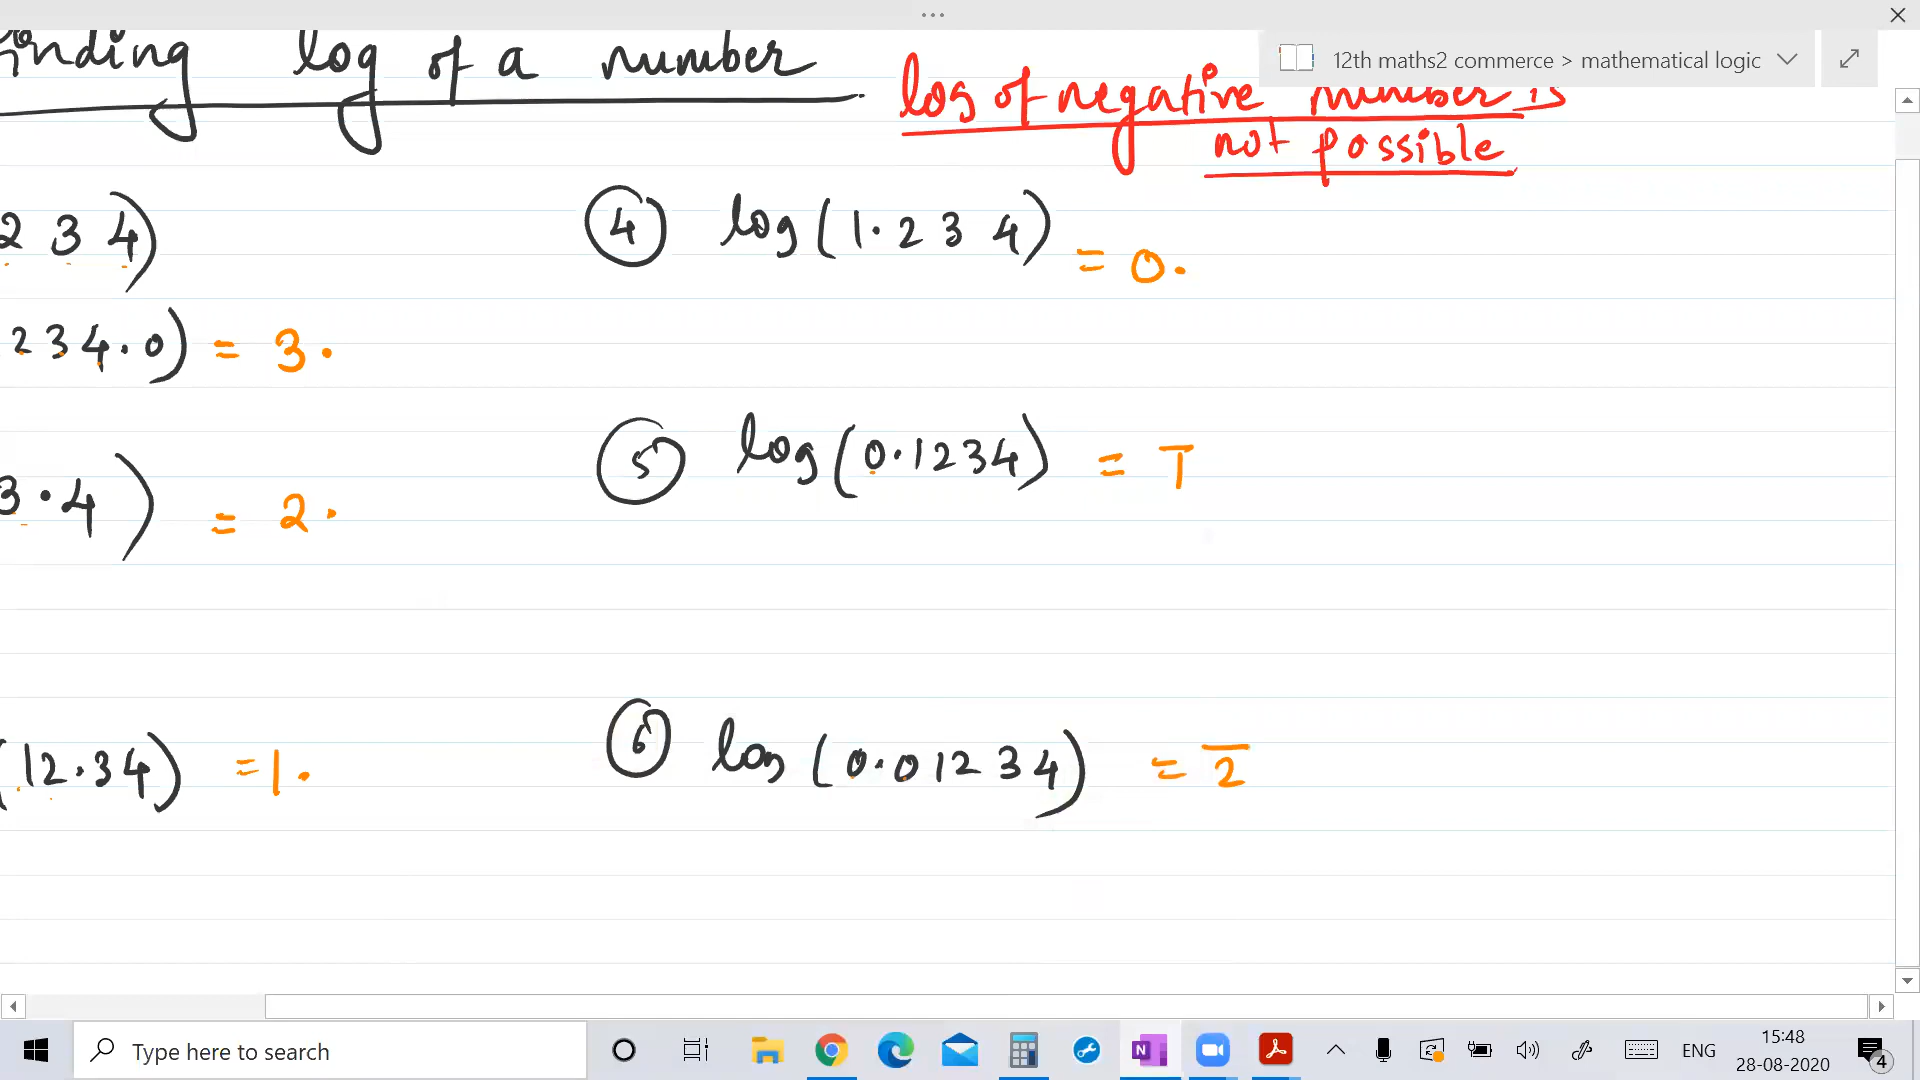 finding log of a number
12th maths2 commerce > mathematical logic
log of negative number is
not possible
2 3 4)
④ log(1.2 3 4) = 0.
234.0) = 3.
3.4) = 2.
⑤ log(0.1234) = 1̅
(12.34) = 1.
⑥ log(0.01234) = 2̅
Type here to search
ENG
15:48
28-08-2020
4